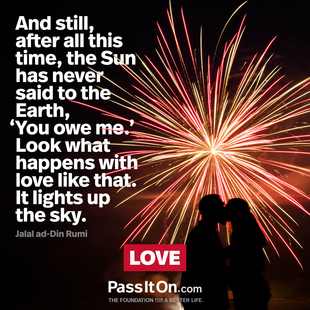 And still,
after all this
time, the Sun
has never
said to the
Earth,
‘You owe me.’
Look what
happens with
love like that.
It lights up
the sky.
Jalal ad-Din Rumi
LOVE
PassItOn.com
THE FOUNDATION FOR A BETTER LIFE.